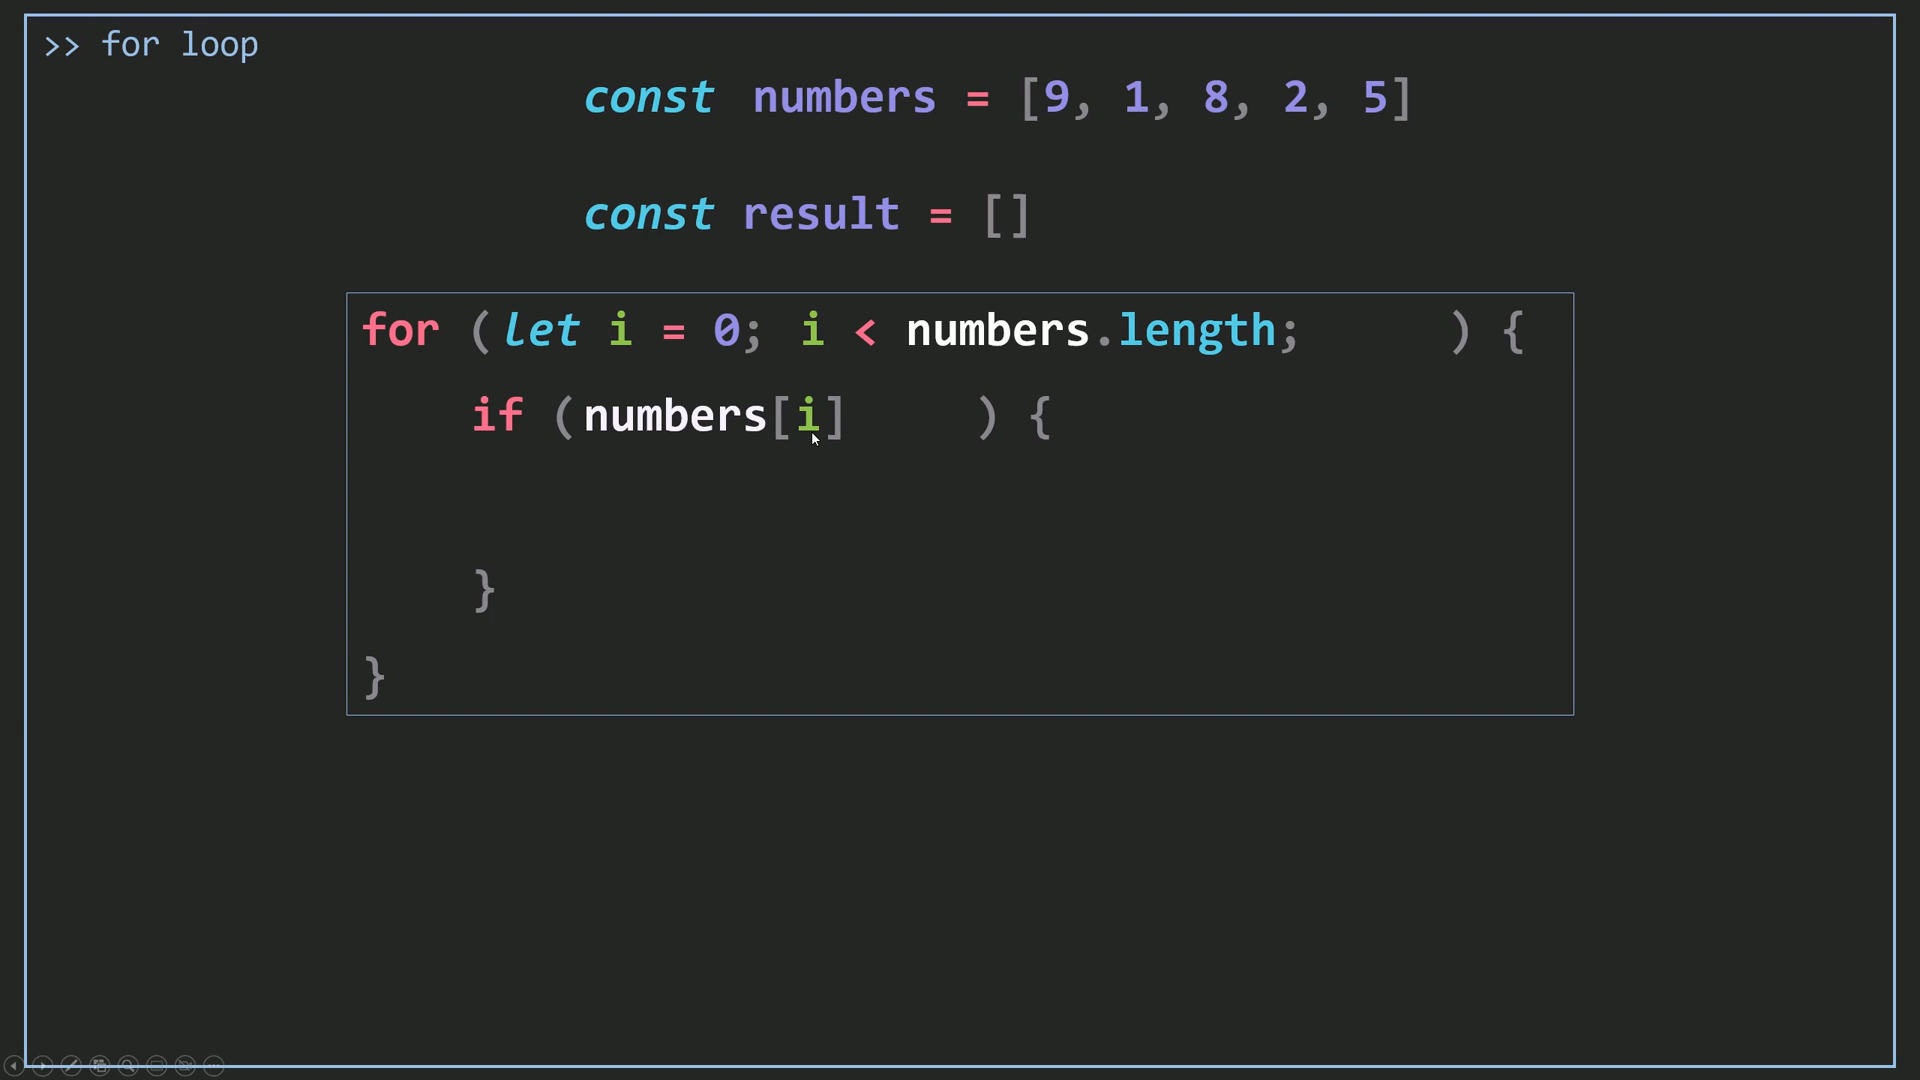 >> for loop
const numbers = [9, 1, 8, 2, 5]
const result = []
for (let i = 0; i < numbers.length; ) {
if (numbers[i] ) {
}
}